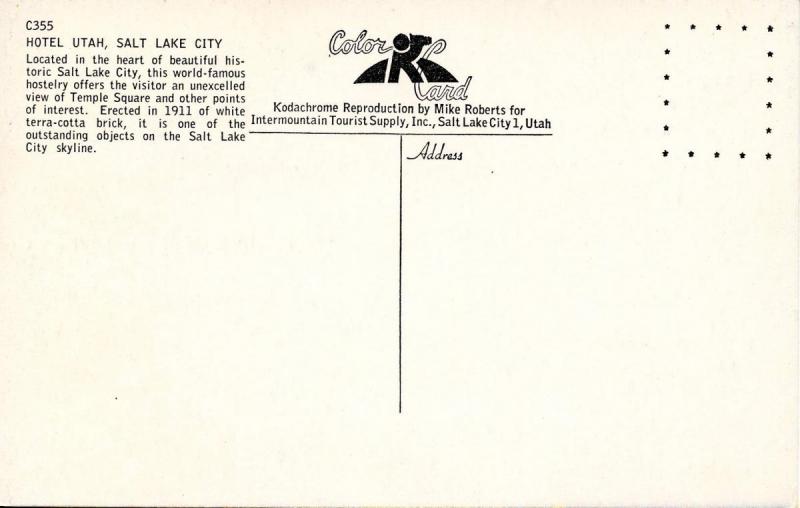 C355
HOTEL UTAH, SALT LAKE CITY
Located in the heart of beautiful his-
toric Salt Lake City, this world-famous
hostelry offers the visitor an unexcelled
view of Temple Square and other points
of interest. Erected in 1911 of white
terra-cotta brick, it is one of the
outstanding objects on the Salt Lake
City skyline.
Color
Card
Kodachrome Reproduction by Mike Roberts for
Intermountain Tourist Supply, Inc., Salt Lake City 1, Utah
Address